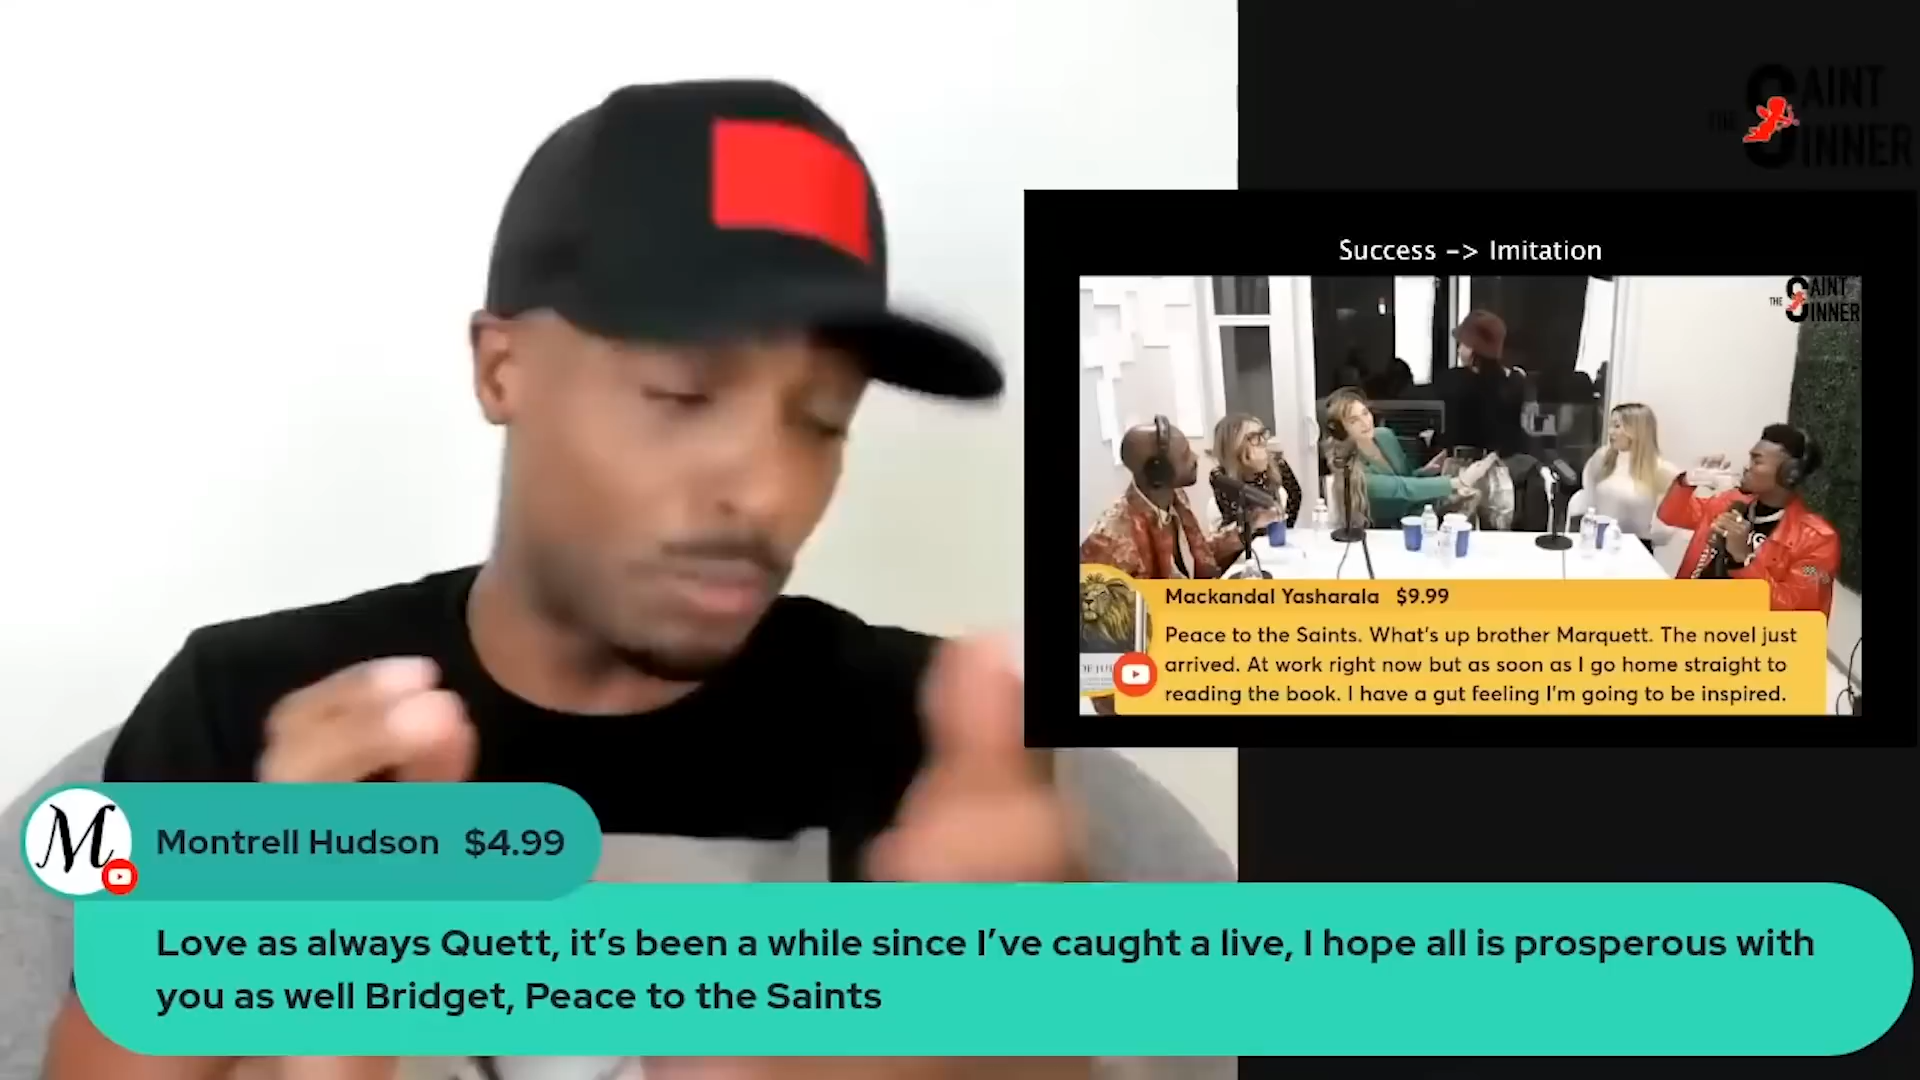 THE SAINT
SINNER
Success -> Imitation
THE SAINT
SINNER
Mackandal Yasharala $9.99
Peace to the Saints. What's up brother Marquett. The novel just
arrived. At work right now but as soon as I go home straight to
reading the book. I have a gut feeling I'm going to be inspired.
M
Montrell Hudson $4.99
Love as always Quett, it's been a while since I've caught a live, I hope all is prosperous with
you as well Bridget, Peace to the Saints